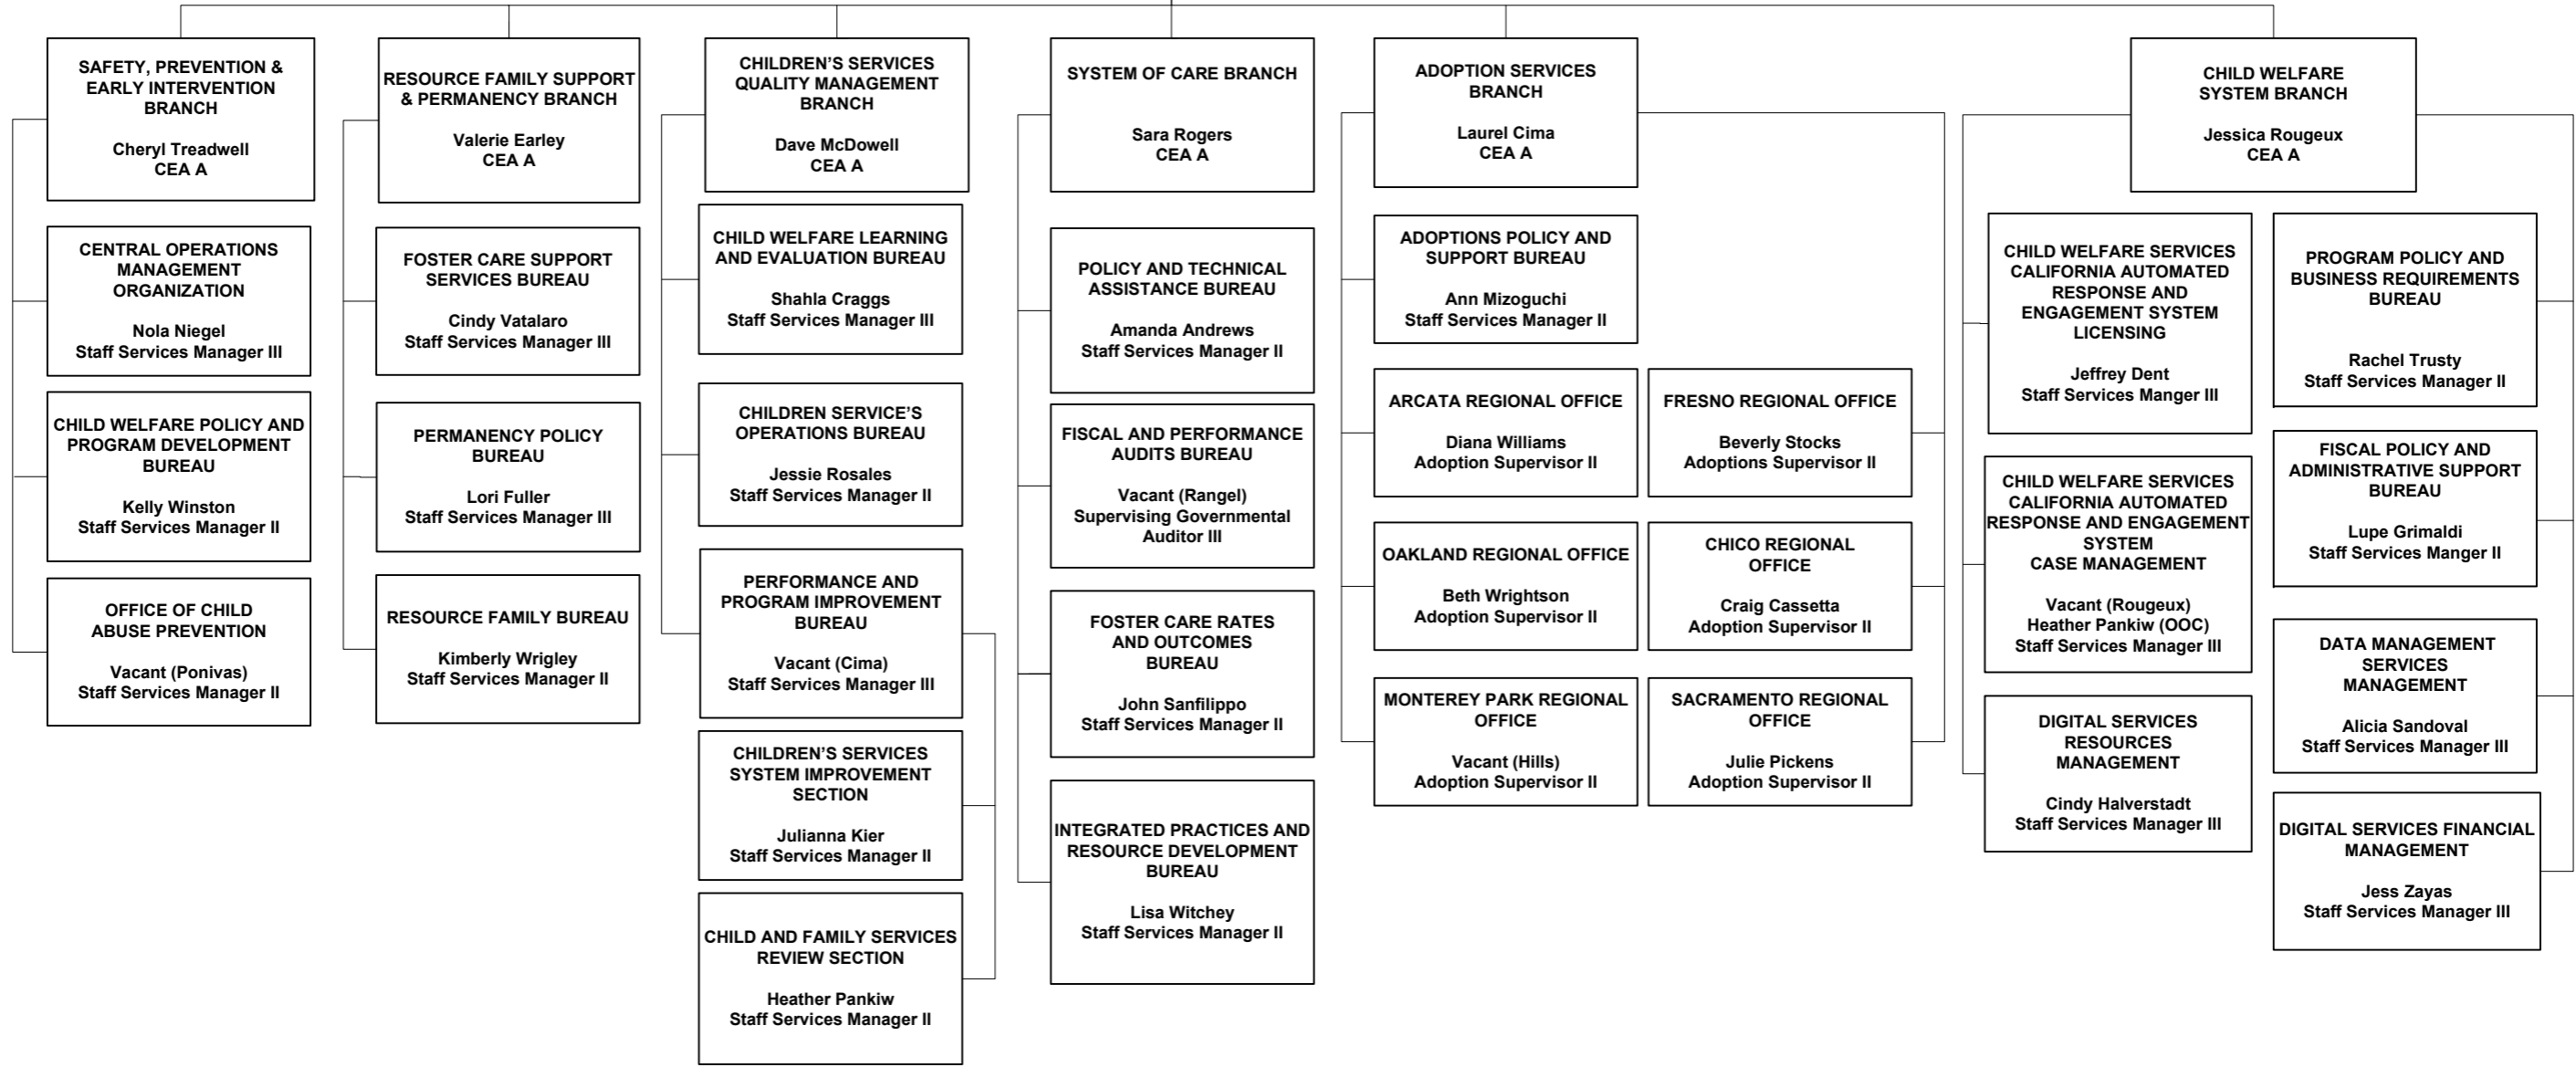 SAFETY, PREVENTION &
EARLY INTERVENTION
BRANCH
Cheryl Treadwell
CEA A
CENTRAL OPERATIONS
MANAGEMENT
ORGANIZATION
Nola Niegel
Staff Services Manager III
CHILD WELFARE POLICY AND
PROGRAM DEVELOPMENT
BUREAU
Kelly Winston
Staff Services Manager II
OFFICE OF CHILD
ABUSE PREVENTION
Vacant (Ponivas)
Staff Services Manager II
RESOURCE FAMILY SUPPORT
& PERMANENCY BRANCH
Valerie Earley
CEA A
FOSTER CARE SUPPORT
SERVICES BUREAU
Cindy Vatalaro
Staff Services Manager III
PERMANENCY POLICY
BUREAU
Lori Fuller
Staff Services Manager III
RESOURCE FAMILY BUREAU
Kimberly Wrigley
Staff Services Manager II
CHILDREN’S SERVICES
QUALITY MANAGEMENT
BRANCH
Dave McDowell
CEA A
CHILD WELFARE LEARNING
AND EVALUATION BUREAU
Shahla Craggs
Staff Services Manager III
CHILDREN SERVICE’S
OPERATIONS BUREAU
Jessie Rosales
Staff Services Manager II
PERFORMANCE AND
PROGRAM IMPROVEMENT
BUREAU
Vacant (Cima)
Staff Services Manager III
CHILDREN’S SERVICES
SYSTEM IMPROVEMENT
SECTION
Julianna Kier
Staff Services Manager II
CHILD AND FAMILY SERVICES
REVIEW SECTION
Heather Pankiw
Staff Services Manager II
SYSTEM OF CARE BRANCH
Sara Rogers
CEA A
POLICY AND TECHNICAL
ASSISTANCE BUREAU
Amanda Andrews
Staff Services Manager II
FISCAL AND PERFORMANCE
AUDITS BUREAU
Vacant (Rangel)
Supervising Governmental
Auditor III
FOSTER CARE RATES
AND OUTCOMES
BUREAU
John Sanfilippo
Staff Services Manager II
INTEGRATED PRACTICES AND
RESOURCE DEVELOPMENT
BUREAU
Lisa Witchey
Staff Services Manager II
ADOPTION SERVICES
BRANCH
Laurel Cima
CEA A
ADOPTIONS POLICY AND
SUPPORT BUREAU
Ann Mizoguchi
Staff Services Manager II
ARCATA REGIONAL OFFICE
Diana Williams
Adoption Supervisor II
OAKLAND REGIONAL OFFICE
Beth Wrightson
Adoption Supervisor II
MONTEREY PARK REGIONAL
OFFICE
Vacant (Hills)
Adoption Supervisor II
FRESNO REGIONAL OFFICE
Beverly Stocks
Adoptions Supervisor II
CHICO REGIONAL
OFFICE
Craig Cassetta
Adoption Supervisor II
SACRAMENTO REGIONAL
OFFICE
Julie Pickens
Adoption Supervisor II
CHILD WELFARE
SYSTEM BRANCH
Jessica Rougeux
CEA A
CHILD WELFARE SERVICES
CALIFORNIA AUTOMATED
RESPONSE AND
ENGAGEMENT SYSTEM
LICENSING
Jeffrey Dent
Staff Services Manger III
CHILD WELFARE SERVICES
CALIFORNIA AUTOMATED
RESPONSE AND ENGAGEMENT
SYSTEM
CASE MANAGEMENT
Vacant (Rougeux)
Heather Pankiw (OOC)
Staff Services Manager III
DIGITAL SERVICES
RESOURCES
MANAGEMENT
Cindy Halverstadt
Staff Services Manager III
PROGRAM POLICY AND
BUSINESS REQUIREMENTS
BUREAU
Rachel Trusty
Staff Services Manager II
FISCAL POLICY AND
ADMINISTRATIVE SUPPORT
BUREAU
Lupe Grimaldi
Staff Services Manger II
DATA MANAGEMENT
SERVICES
MANAGEMENT
Alicia Sandoval
Staff Services Manager III
DIGITAL SERVICES FINANCIAL
MANAGEMENT
Jess Zayas
Staff Services Manager III